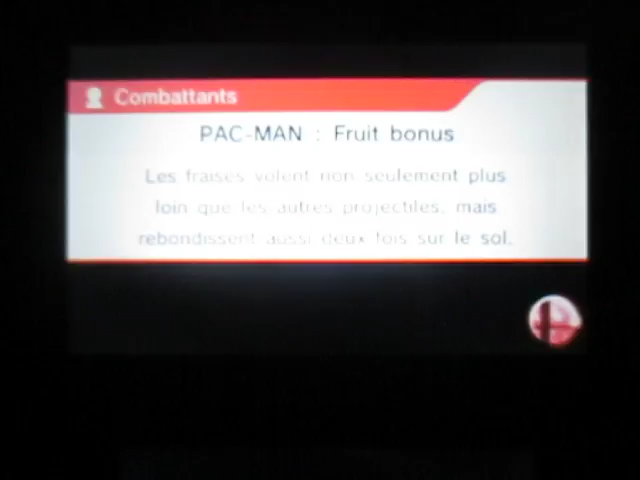 Combattants
PAC-MAN : Fruit bonus
Les fraises volent non seulement plus
loin que les autres projectiles, mais
rebondissent aussi deux fois sur le sol.